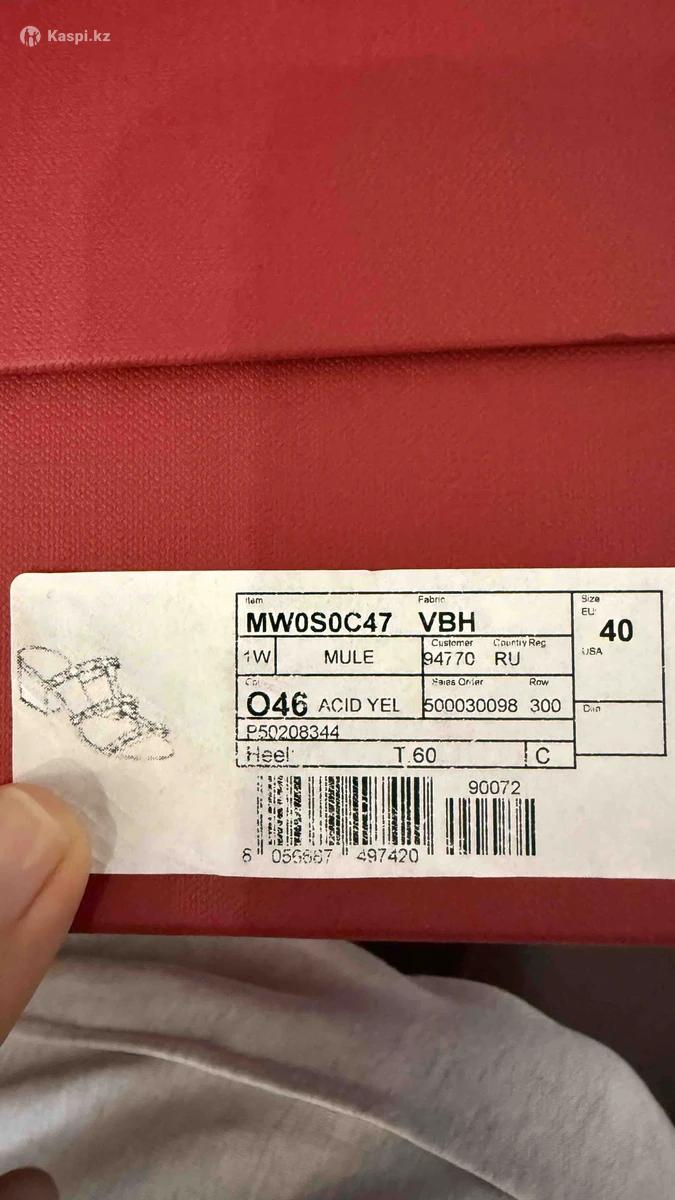 Kaspi.kz
Item Fabric Size
MW0S0C47 VBH EU: 40
1W MULE Customer Country Reg
94770 RU USA
O46 ACID YEL Sales Order Row
500030098 300
P50208344
Heel: T.60 C
90072
8 056667 497420